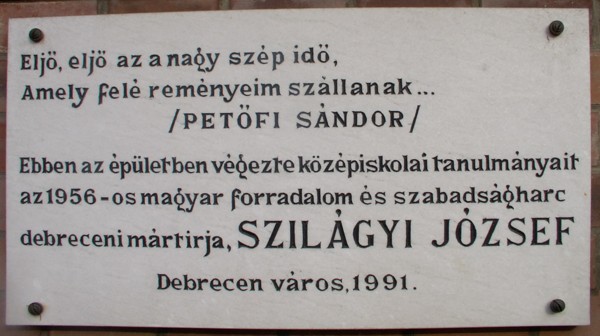 Eljö, eljö az a nagy szép idö,
Amely felé reményeim szállanak...
/PETÖFI SÁNDOR/
Ebben az épületben végezte középiskolai tanulmányait
az 1956-os magyar forradalom és szabadságharc
debreceni mártirja, SZILÁGYI JÓZSEF
Debrecen város, 1991.